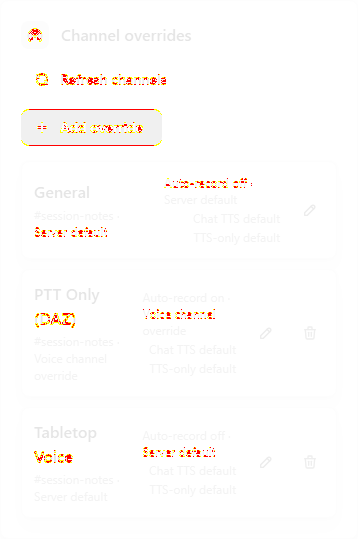 Channel overrides
Refresh channels
Add override
General
#session-notes ·
Server default
Auto-record off ·
Server default
Chat TTS default
TTS-only default
PTT Only
(DAZ)
#session-notes ·
Voice channel
override
Auto-record on ·
Voice channel
override
Chat TTS default
TTS-only default
Tabletop
Voice
#session-notes ·
Server default
Auto-record off ·
Server default
Chat TTS default
TTS-only default